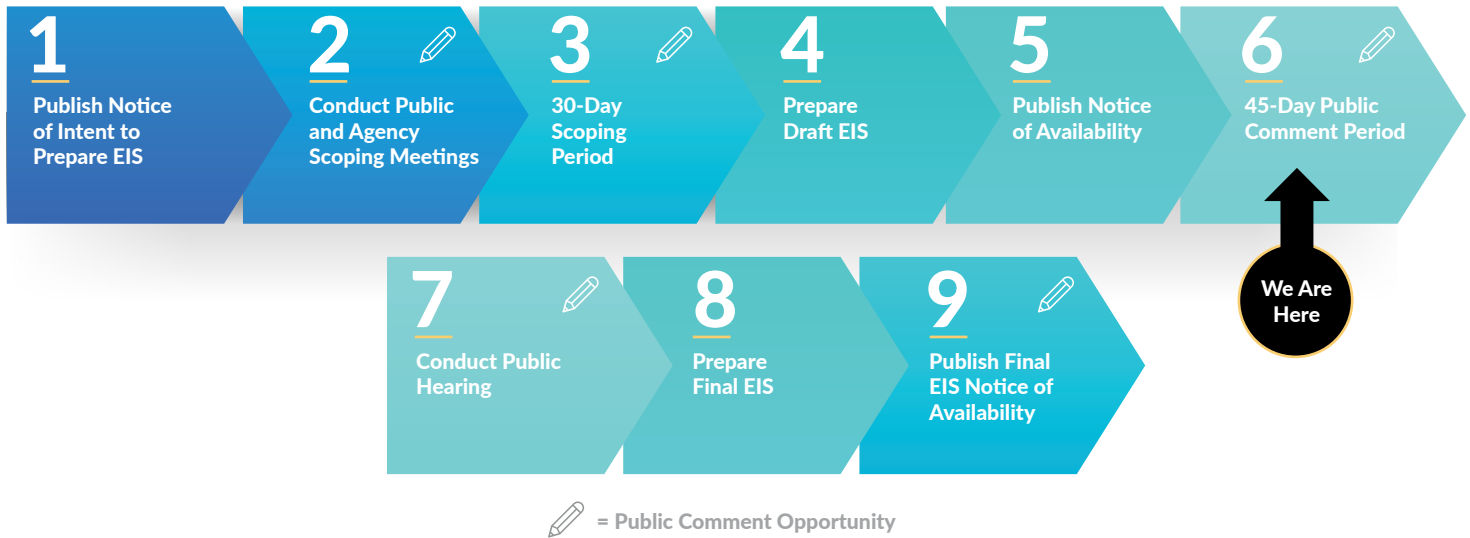 1
Publish Notice
of Intent to
Prepare EIS
2
Conduct Public
and Agency
Scoping Meetings
3
30-Day
Scoping
Period
4
Prepare
Draft EIS
5
Publish Notice
of Availability
6
45-Day Public
Comment Period
We Are
Here
7
Conduct Public
Hearing
8
Prepare
Final EIS
9
Publish Final
EIS Notice of
Availability
= Public Comment Opportunity